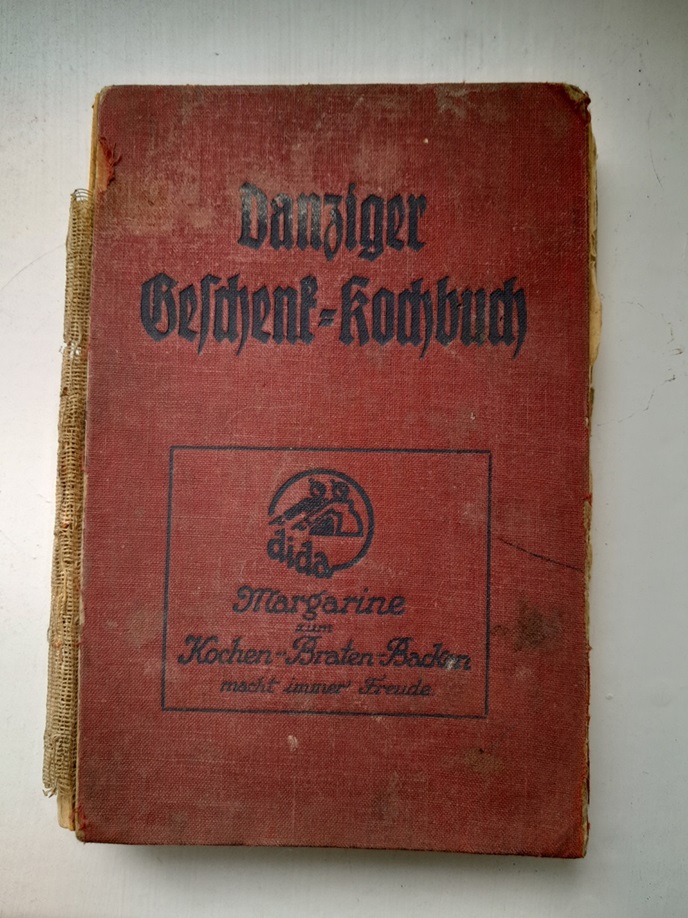 Danziger
Geschenk-Kochbuch
dida
Margarine
zum
Kochen-Braten-Backen
macht immer Freude.